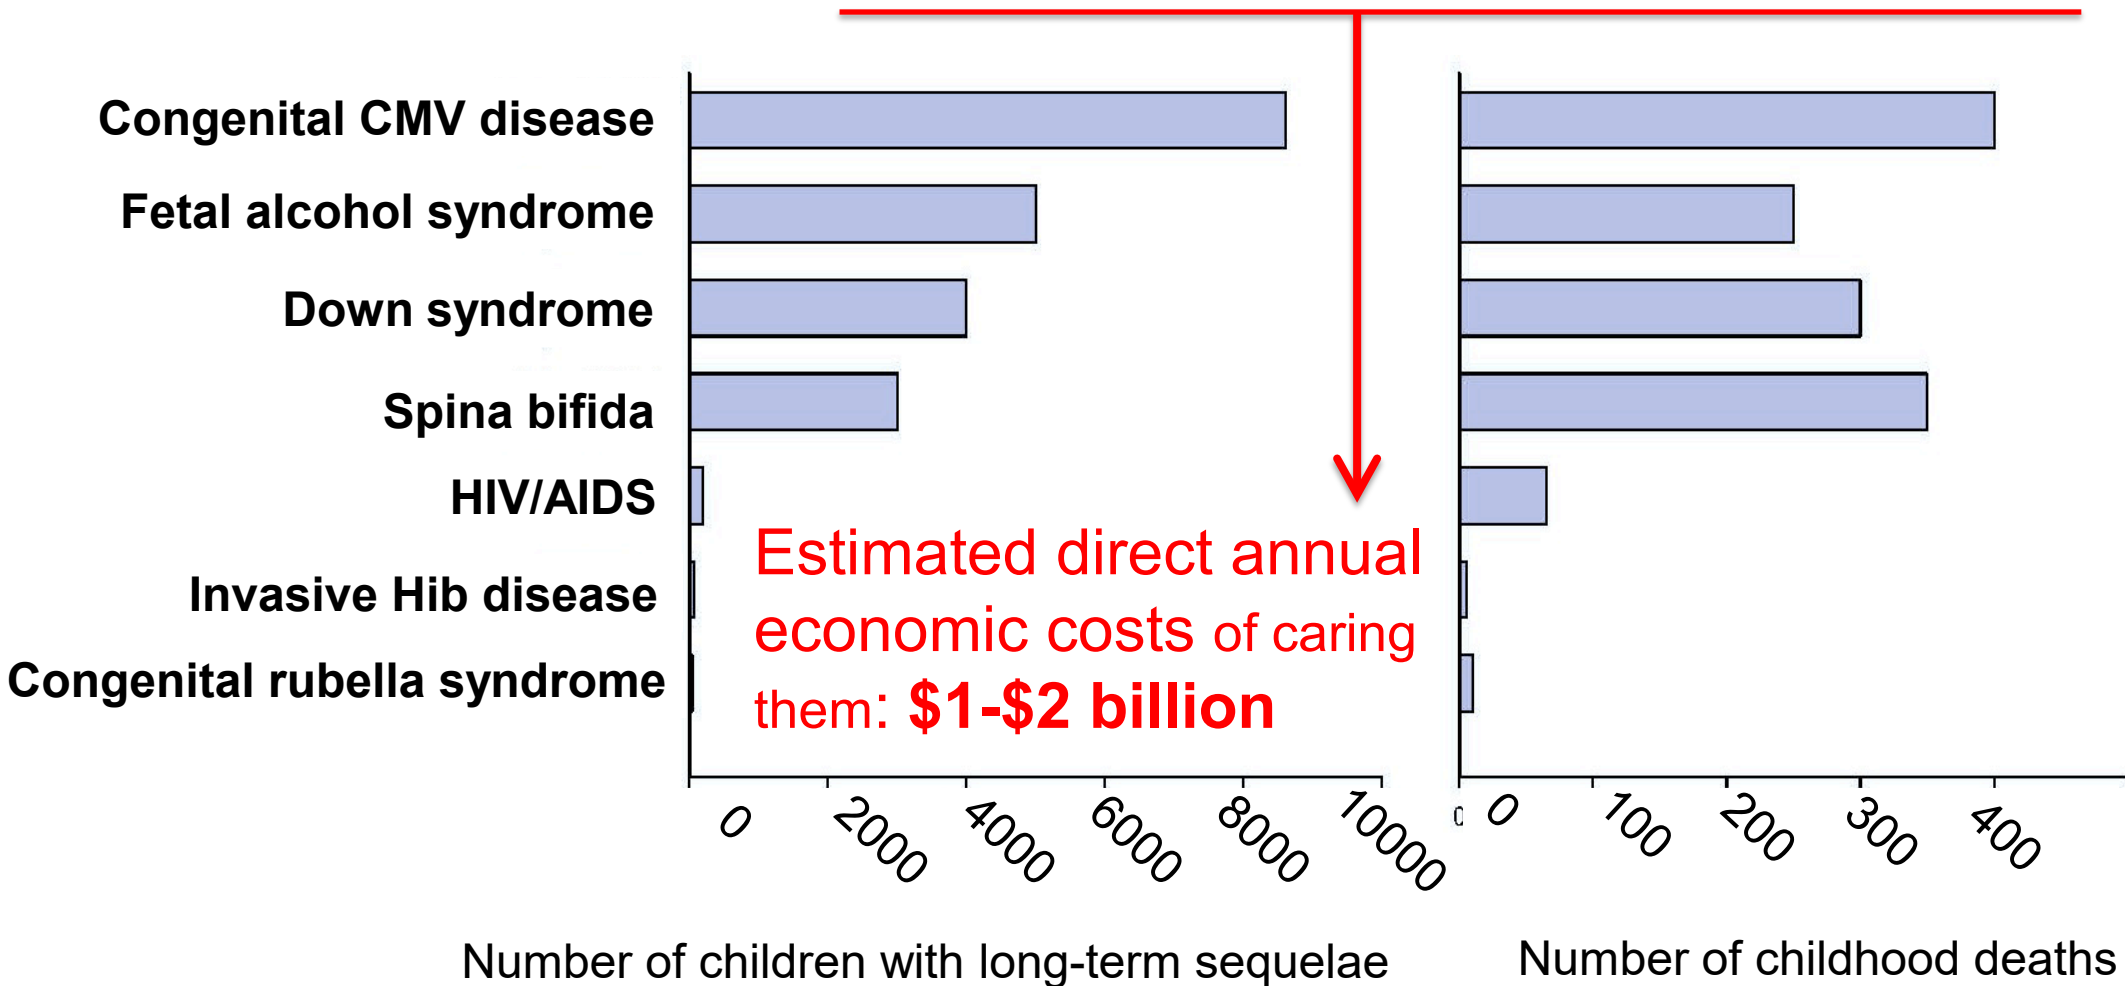 Congenital CMV disease
Fetal alcohol syndrome
Down syndrome
Spina bifida
HIV/AIDS
Invasive Hib disease
Congenital rubella syndrome
Estimated direct annual
economic costs of caring
them: $1-$2 billion
0 2000 4000 6000 8000 10000
0 0 100 200 300 400
Number of children with long-term sequelae
Number of childhood deaths